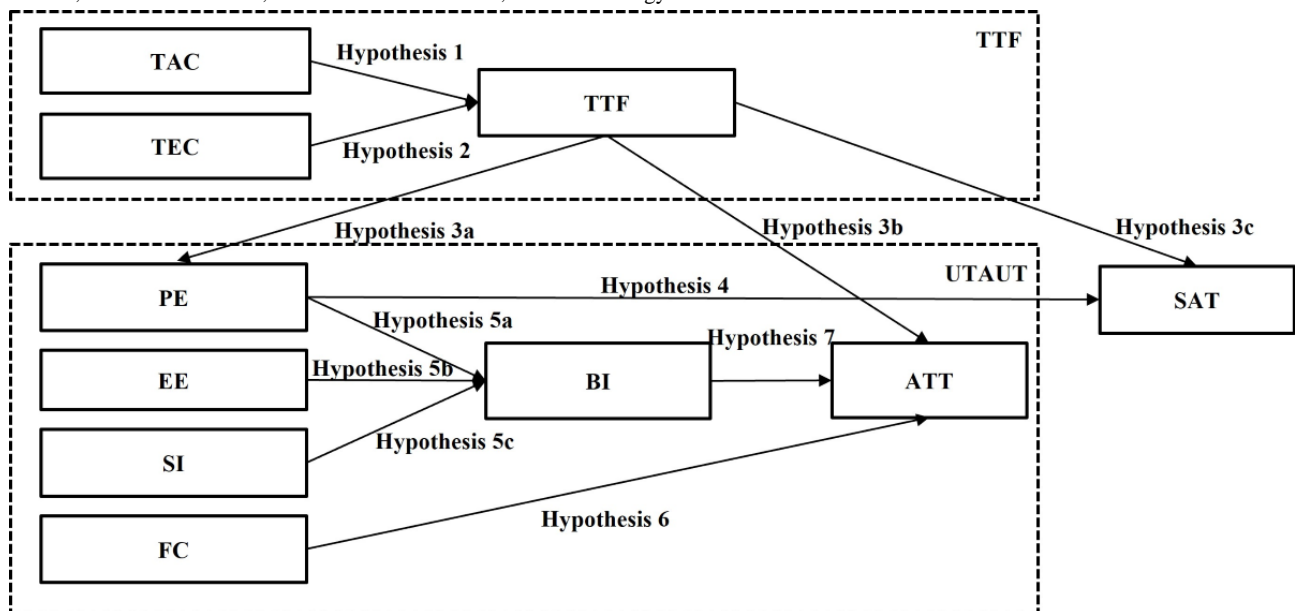 TTF
TAC
Hypothesis 1
TTF
TEC
Hypothesis 2
Hypothesis 3a
Hypothesis 3b
Hypothesis 3c
UTAUT
PE
Hypothesis 4
SAT
Hypothesis 5a
Hypothesis 7
EE
Hypothesis 5b
BI
ATT
Hypothesis 5c
SI
Hypothesis 6
FC